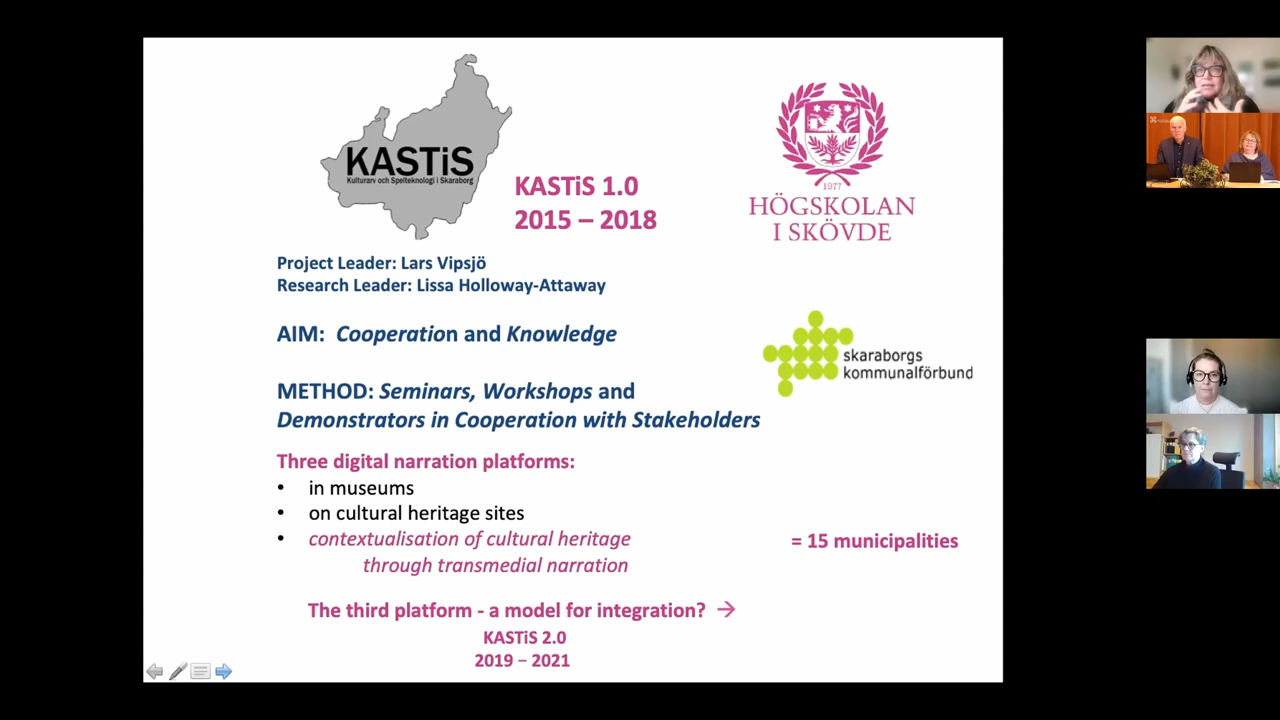 KASTiS
Kulturarv och Spelteknologi i Skaraborg
KASTiS 1.0
2015 – 2018
1977
HÖGSKOLAN
I SKÖVDE
Project Leader: Lars Vipsjö
Research Leader: Lissa Holloway-Attaway
AIM: Cooperation and Knowledge
skaraborgs
kommunalförbund
METHOD: Seminars, Workshops and
Demonstrators in Cooperation with Stakeholders
Three digital narration platforms:
• in museums
• on cultural heritage sites
• contextualisation of cultural heritage
through transmedial narration
= 15 municipalities
The third platform - a model for integration? →
KASTiS 2.0
2019 – 2021